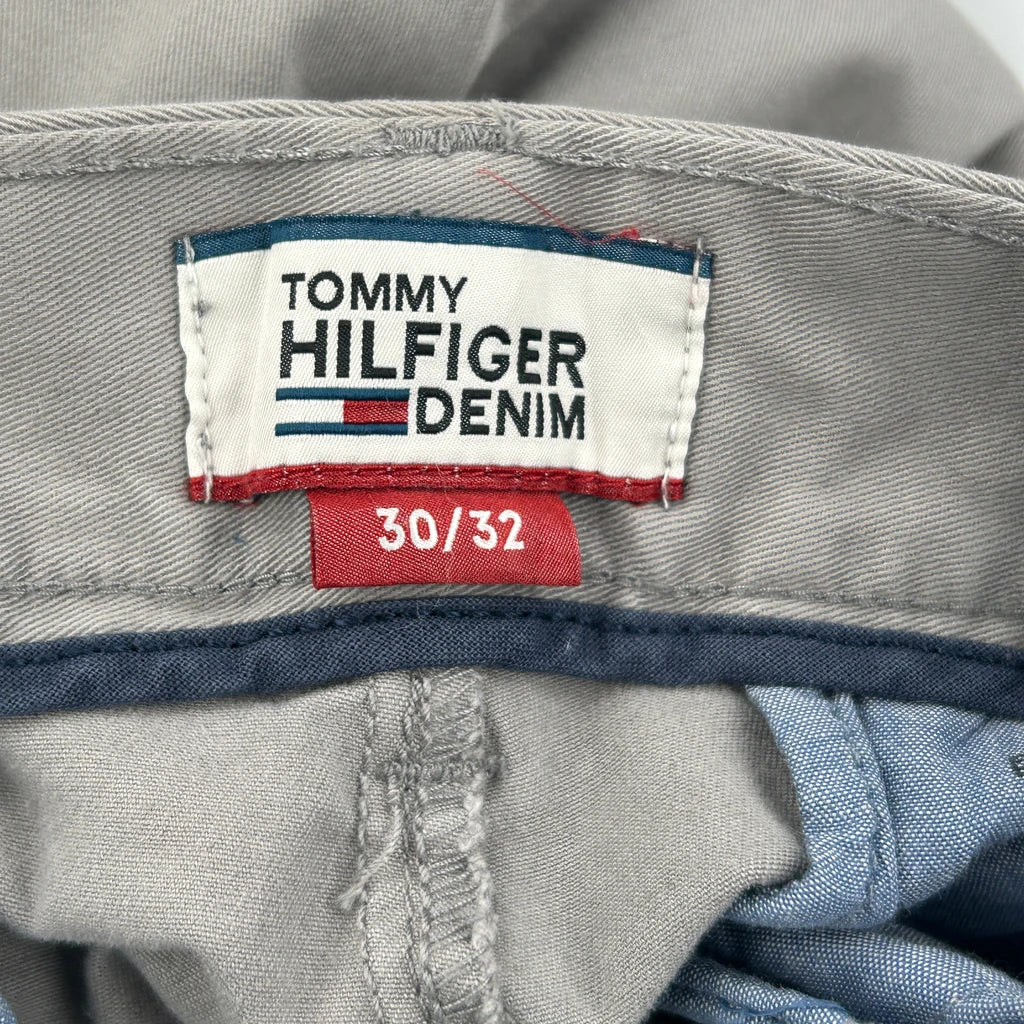 TOMMY
HILFIGER
DENIM
30/32